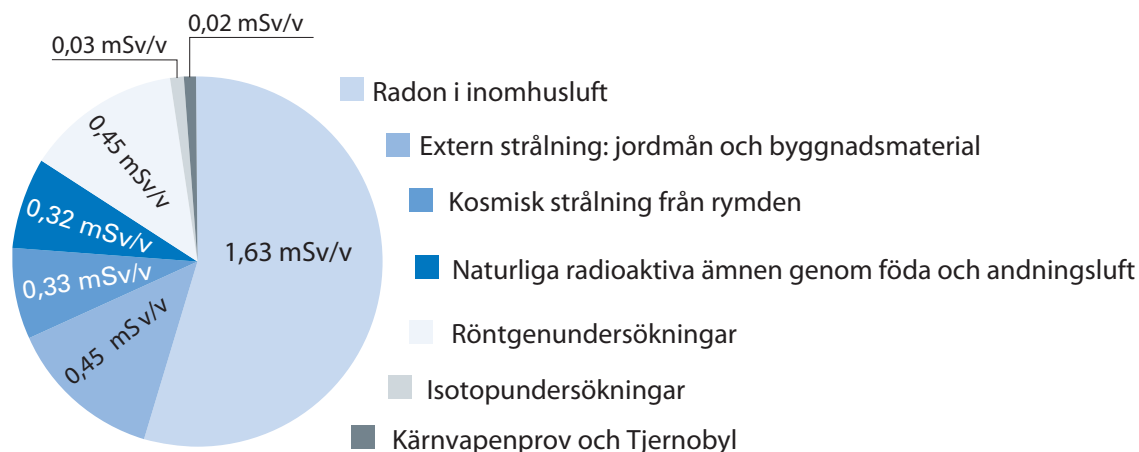 0,02 mSv/v
0,03 mSv/v
Radon i inomhusluft
0,45 mSv/v
Extern strålning: jordmån och byggnadsmaterial
Kosmisk strålning från rymden
0,32 mSv/v
1,63 mSv/v
Naturliga radioaktiva ämnen genom föda och andningsluft
0,33 mSv/v
Röntgenundersökningar
0,45 mSv/v
Isotopundersökningar
Kärnvapenprov och Tjernobyl